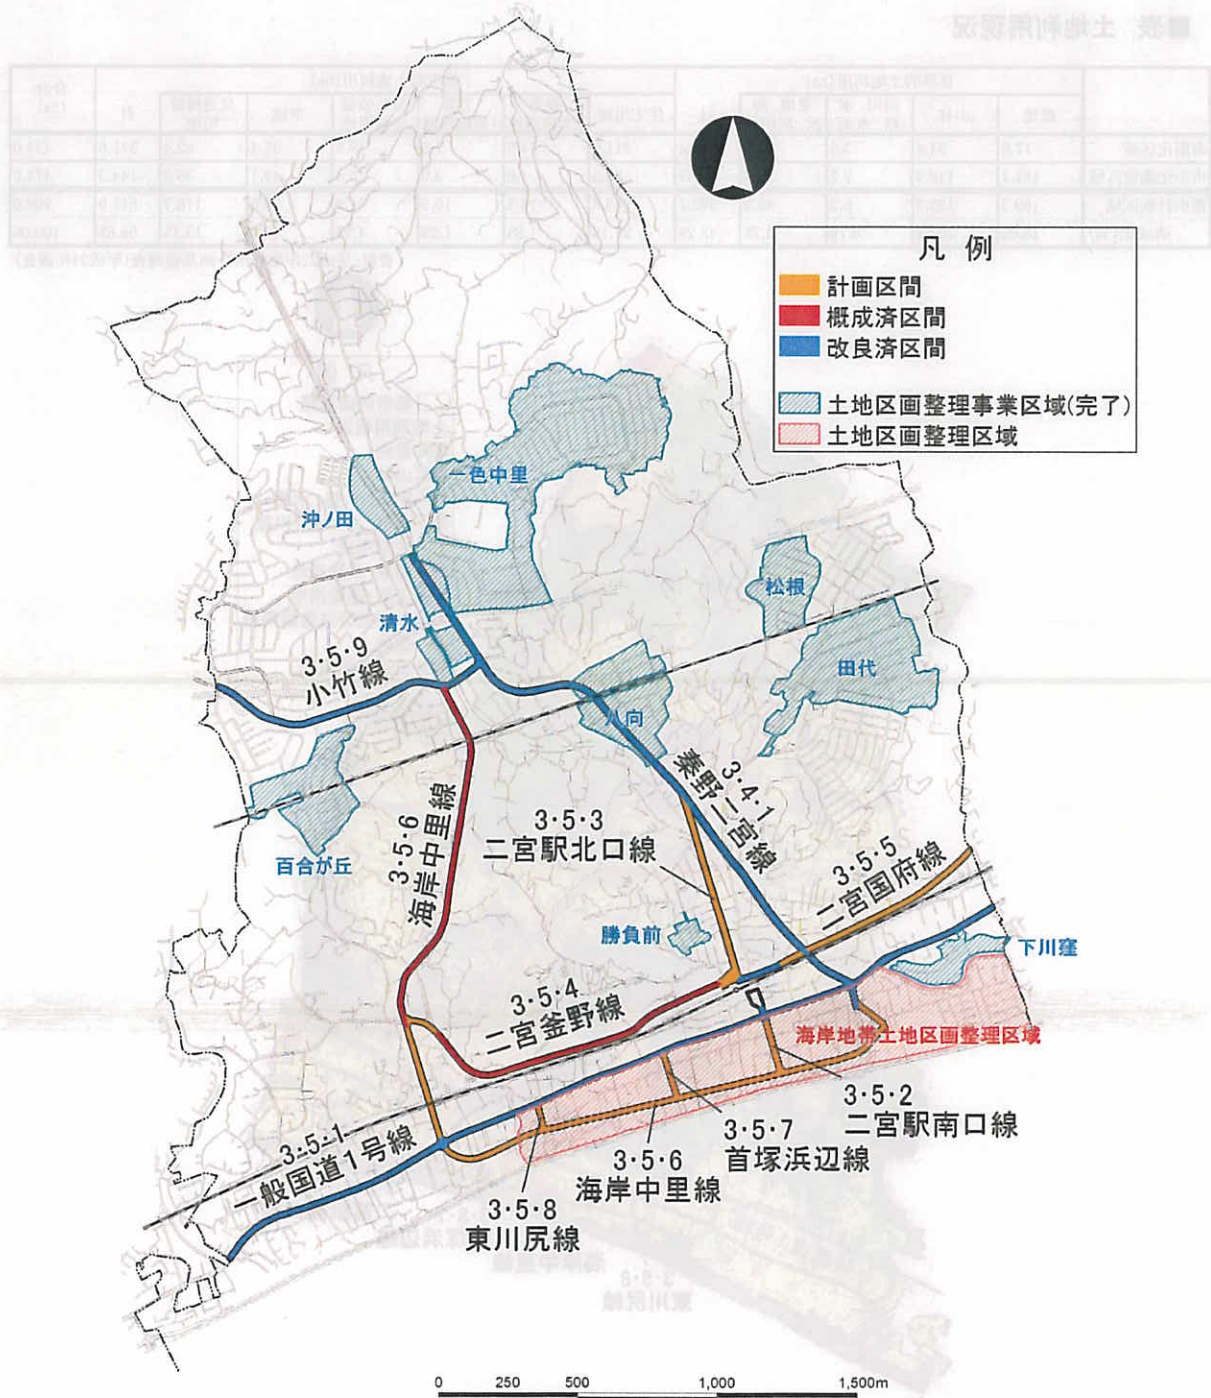 凡 例
計画区間
概成済区間
改良済区間
土地区画整理事業区域(完了)
土地区画整理区域
一色中里
沖ノ田
松根
清水
田代
3・5・9
小竹線
八向
3・4・1
秦野二宮線
3・5・6
海岸中里線
3・5・3
二宮駅北口線
百合が丘
3・5・5
二宮国府線
勝負前
下川窪
3・5・4
二宮釜野線
海岸地帯土地区画整理区域
3・5・2
二宮駅南口線
3・5・1
一般国道1号線
3・5・7
首塚浜辺線
3・5・6
海岸中里線
3・5・8
東川尻線
0 250 500 1,000 1,500m